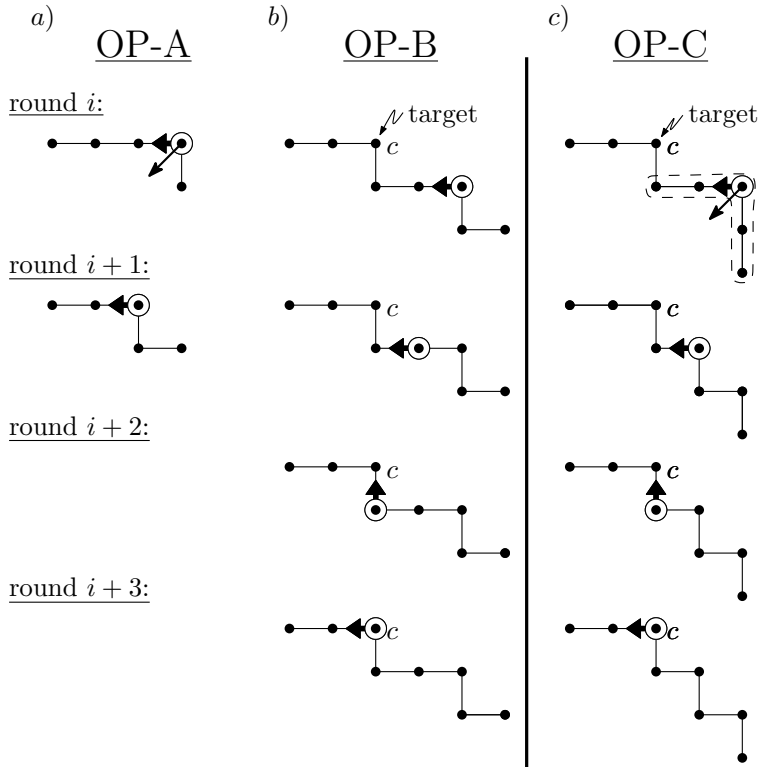 a) b) c)
OP-A OP-B OP-C
round i:
target target
c c
round i + 1:
c c
round i + 2:
c c
round i + 3:
c c